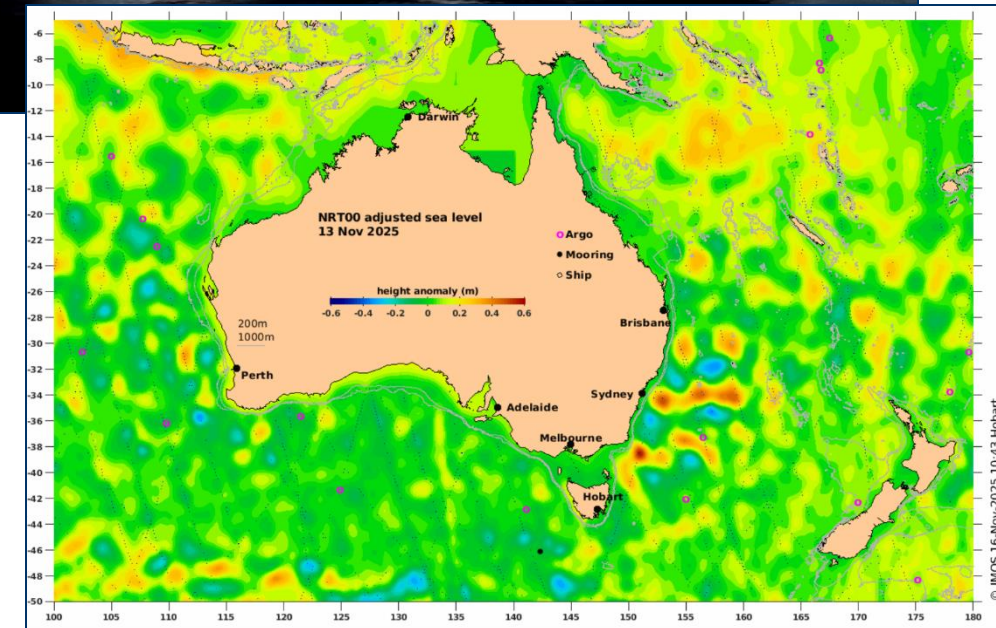 -6
-8
-10
-12
-14
-16
-18
-20
-22
-24
-26
-28
-30
-32
-34
-36
-38
-40
-42
-44
-46
-48
-50
Darwin
NRT00 adjusted sea level
13 Nov 2025
Argo
Mooring
Ship
height anomaly (m)
-0.6 -0.4 -0.2 0 0.2 0.4 0.6
200m
1000m
Brisbane
Perth
Sydney
Adelaide
Melbourne
Hobart
100 105 110 115 120 125 130 135 140 145 150 155 160 165 170 175 180
© IMOS 16-Nov-2025 10:43 Hobart